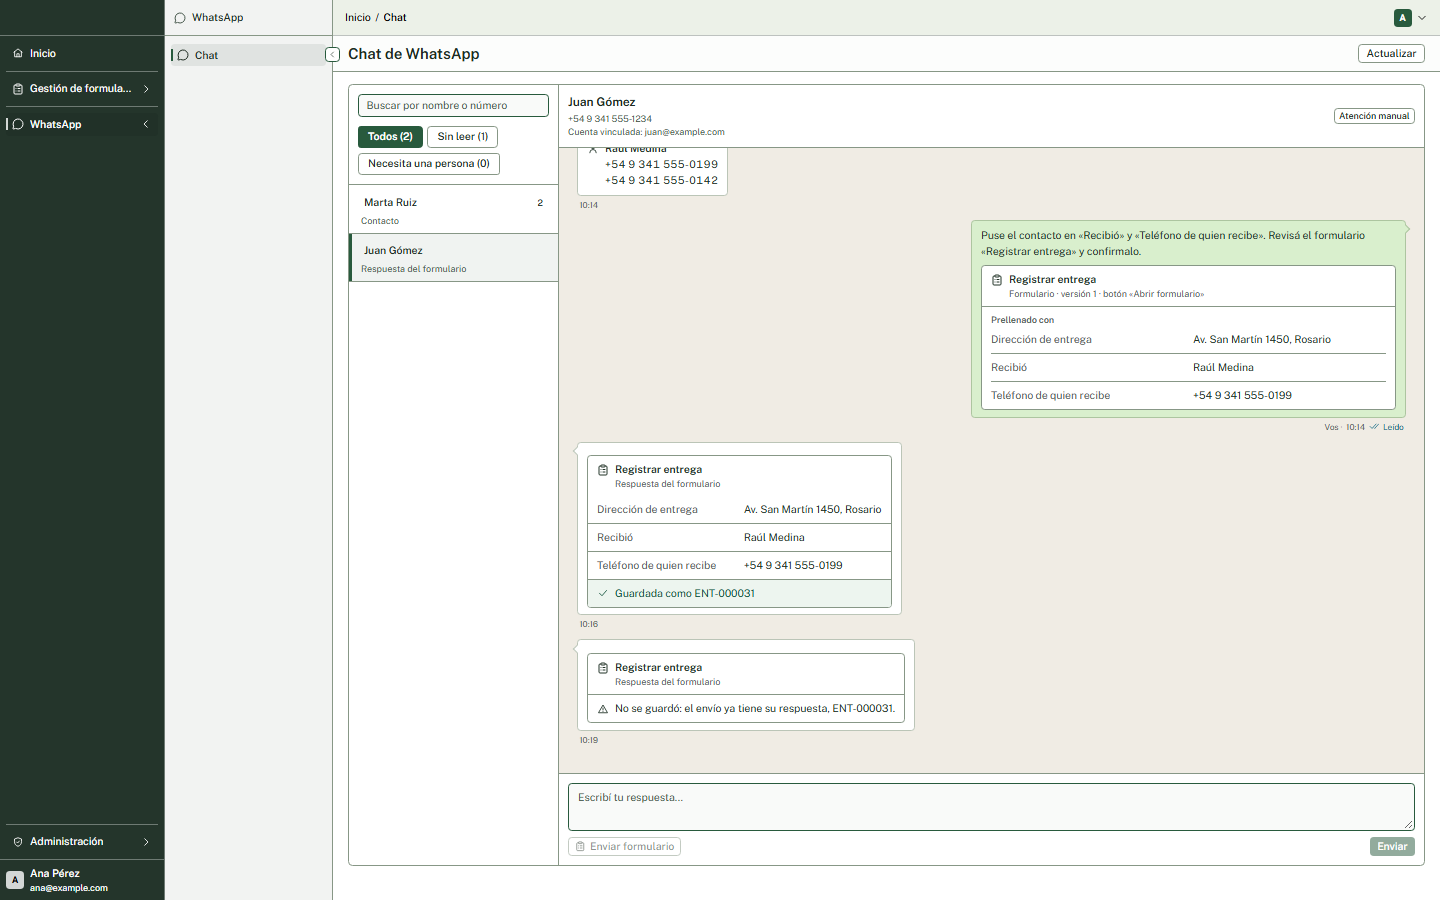 Inicio
Gestión de formula...
WhatsApp
Administración
A
Ana Pérez
ana@example.com
WhatsApp
Chat
Inicio / Chat
A
Chat de WhatsApp
Actualizar
Buscar por nombre o número
Todos (2)
Sin leer (1)
Necesita una persona (0)
Marta Ruiz 2
Contacto
Juan Gómez
Respuesta del formulario
Juan Gómez
+54 9 341 555-1234
Cuenta vinculada: juan@example.com
Atención manual
Raúl Medina
+54 9 341 555-0199
+54 9 341 555-0142
10:14
Puse el contacto en «Recibió» y «Teléfono de quien recibe». Revisá el formulario
«Registrar entrega» y confirmalo.
Registrar entrega
Formulario · versión 1 · botón «Abrir formulario»
Prellenado con
Dirección de entrega Av. San Martín 1450, Rosario
Recibió Raúl Medina
Teléfono de quien recibe +54 9 341 555-0199
Vos · 10:14 Leído
Registrar entrega
Respuesta del formulario
Dirección de entrega Av. San Martín 1450, Rosario
Recibió Raúl Medina
Teléfono de quien recibe +54 9 341 555-0199
Guardada como ENT-000031
10:16
Registrar entrega
Respuesta del formulario
No se guardó: el envío ya tiene su respuesta, ENT-000031.
10:19
Escribí tu respuesta...
Enviar formulario
Enviar